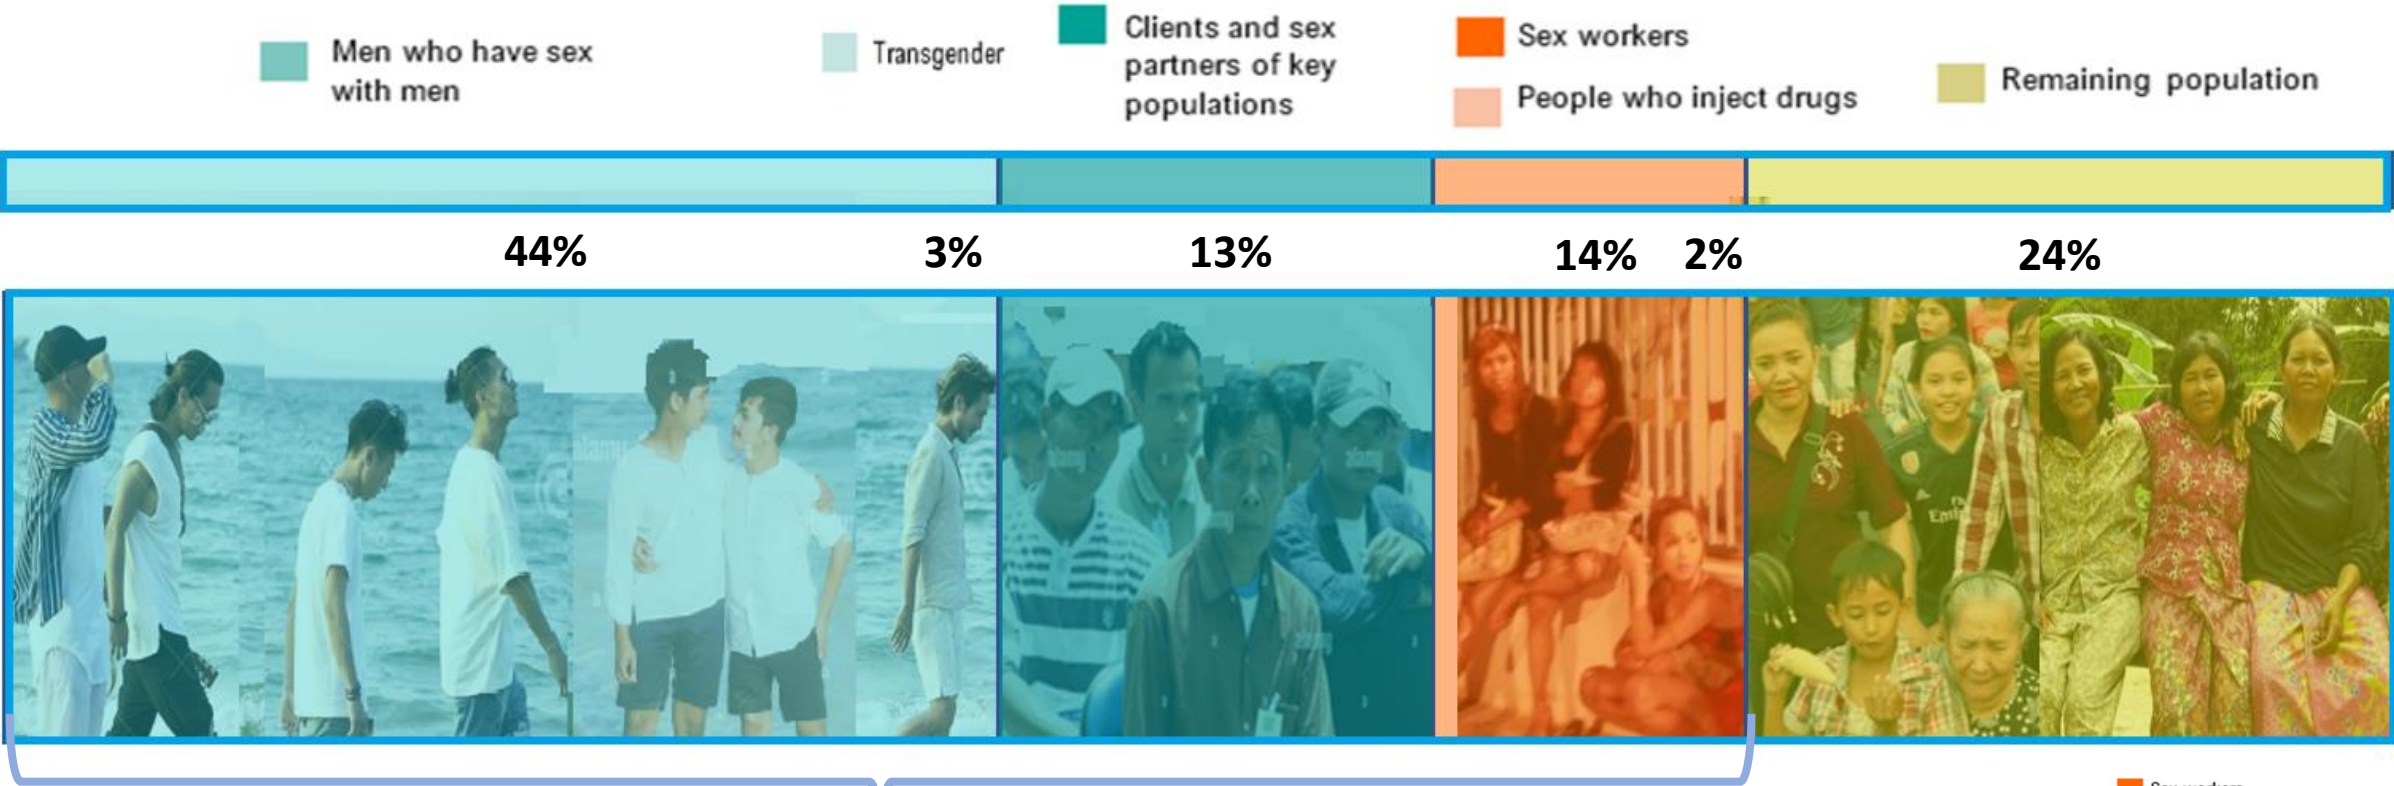 Men who have sex
with men
Transgender
Clients and sex
partners of key
populations
Sex workers
People who inject drugs
Remaining population
44%
3%
13%
14%
2%
24%
alamy